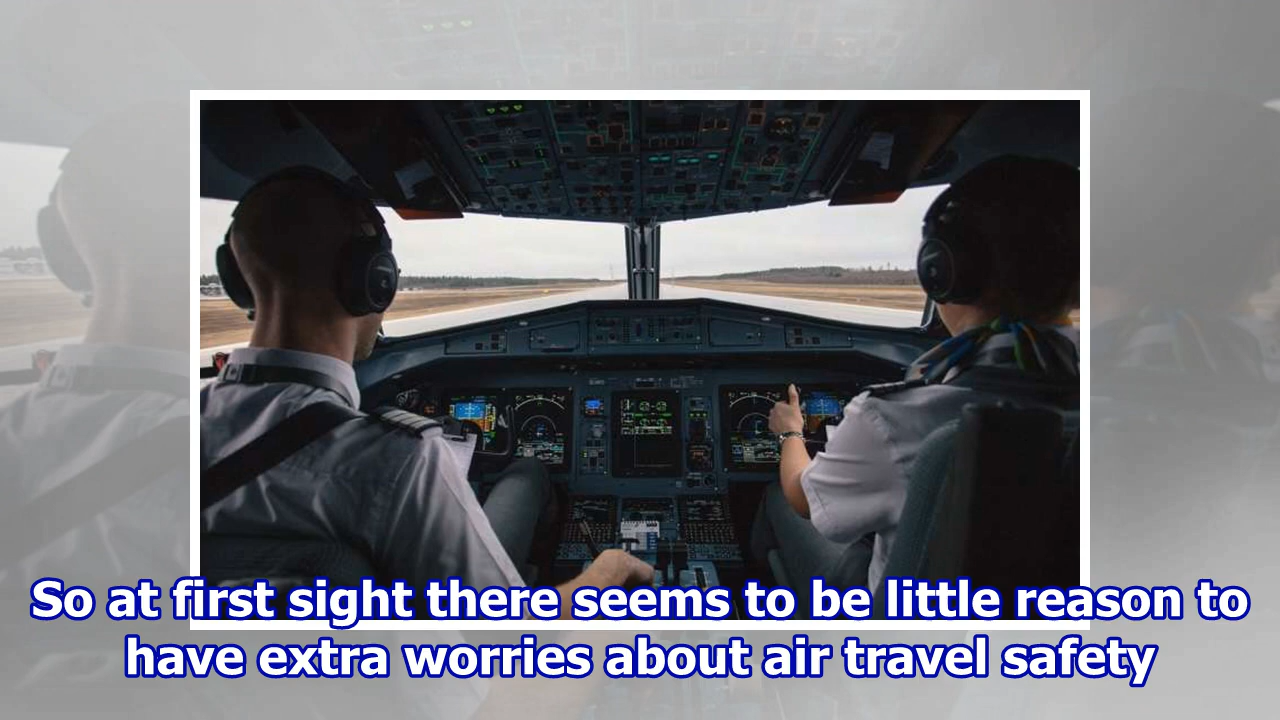 So at first sight there seems to be little reason to
have extra worries about air travel safety